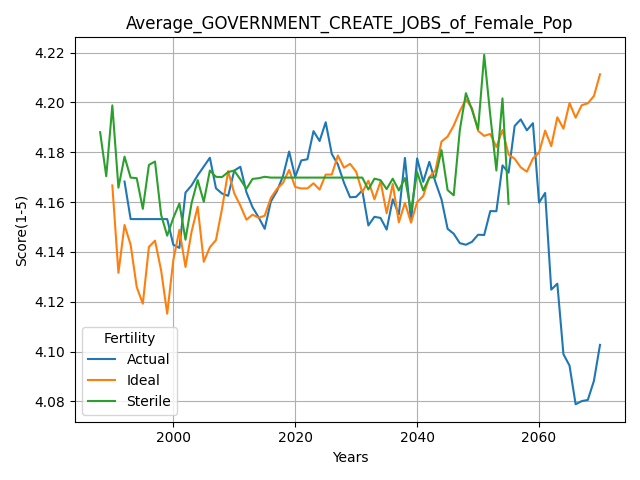 Average_GOVERNMENT_CREATE_JOBS_of_Female_Pop
4.22
4.20
4.18
4.16
4.14
4.12
4.10
4.08
Score(1-5)
Fertility
Actual
Ideal
Sterile
2000 2020 2040 2060
Years